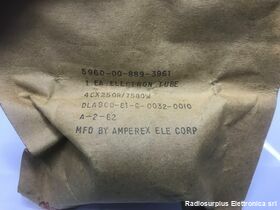 5960-00-889-3961
1 EA ELECTRON TUBE
4CX250R/7580W
DLA900-81-C-0032-0010
A-2-82
MFD BY AMPEREX ELE CORP
Radiosurplus Elettronica srl